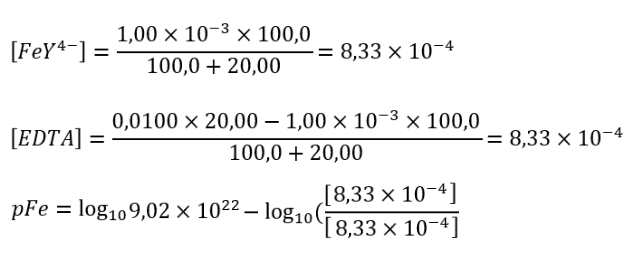 [FeY⁴⁻] = 1,00 × 10⁻³ × 100,0 / 100,0 + 20,00 = 8,33 × 10⁻⁴
[EDTA] = 0,0100 × 20,00 − 1,00 × 10⁻³ × 100,0 / 100,0 + 20,00 = 8,33 × 10⁻⁴
pFe = log₁₀ 9,02 × 10²² − log₁₀ ( [8,33 × 10⁻⁴] / [8,33 × 10⁻⁴]